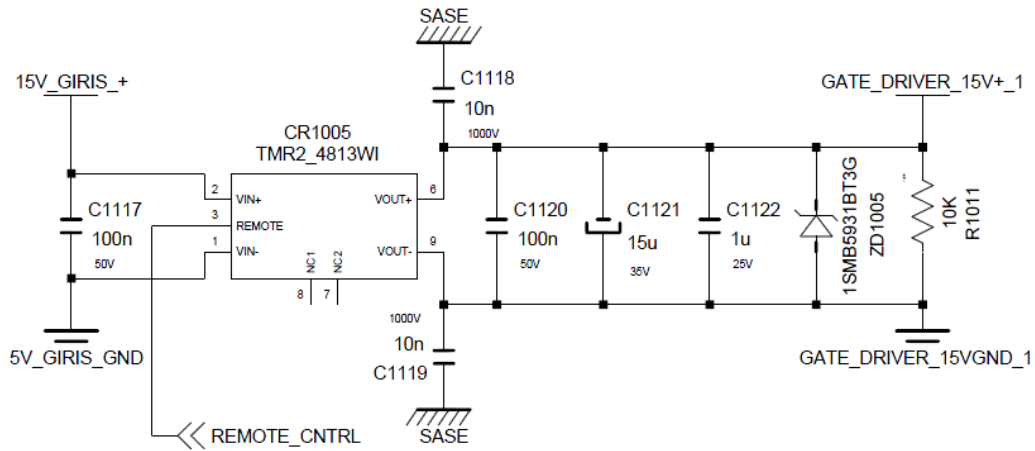 SASE
15V_GIRIS_+
C1118
10n
1000V
GATE_DRIVER_15V+_1
CR1005
TMR2_4813WI
2
VIN+
VOUT+
6
3
REMOTE
1
VIN-
VOUT-
9
NC1
NC2
8
7
C1117
100n
50V
C1120
100n
50V
C1121
15u
35V
C1122
1u
25V
1SMB5931BT3G
ZD1005
10K
R1011
5V_GIRIS_GND
1000V
10n
C1119
GATE_DRIVER_15VGND_1
REMOTE_CNTRL
SASE